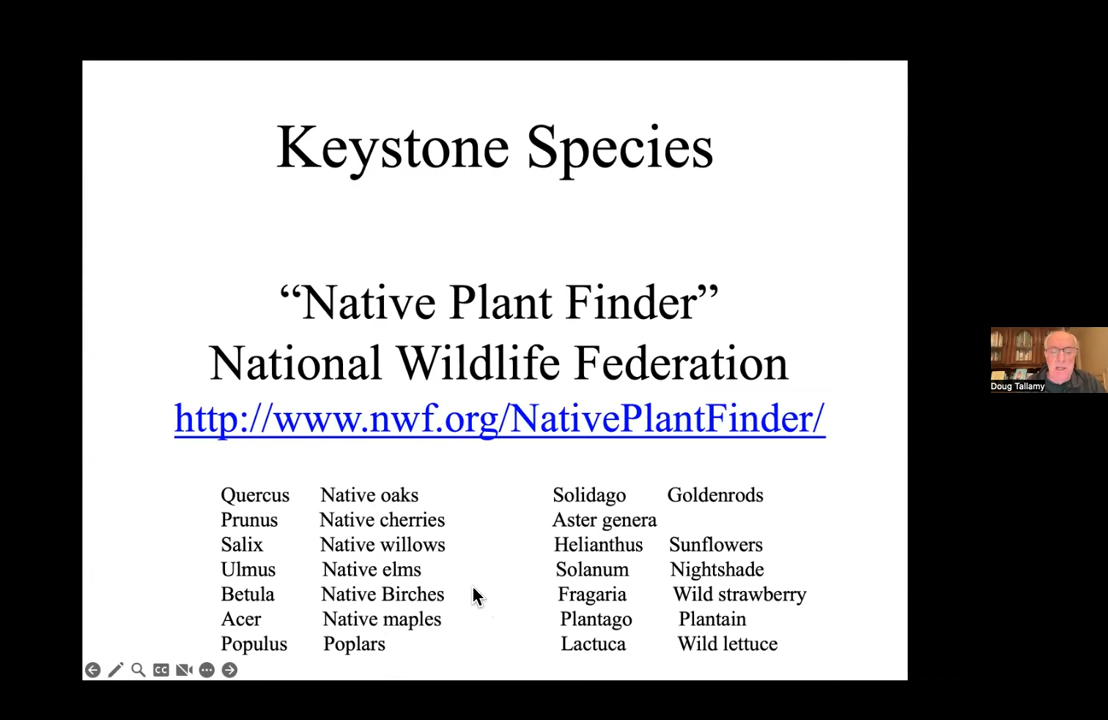 Keystone Species
“Native Plant Finder”
National Wildlife Federation
http://www.nwf.org/NativePlantFinder/
Quercus Native oaks
Prunus Native cherries
Salix Native willows
Ulmus Native elms
Betula Native Birches
Acer Native maples
Populus Poplars
Solidago Goldenrods
Aster genera
Helianthus Sunflowers
Solanum Nightshade
Fragaria Wild strawberry
Plantago Plantain
Lactuca Wild lettuce
CC
Doug Tallamy